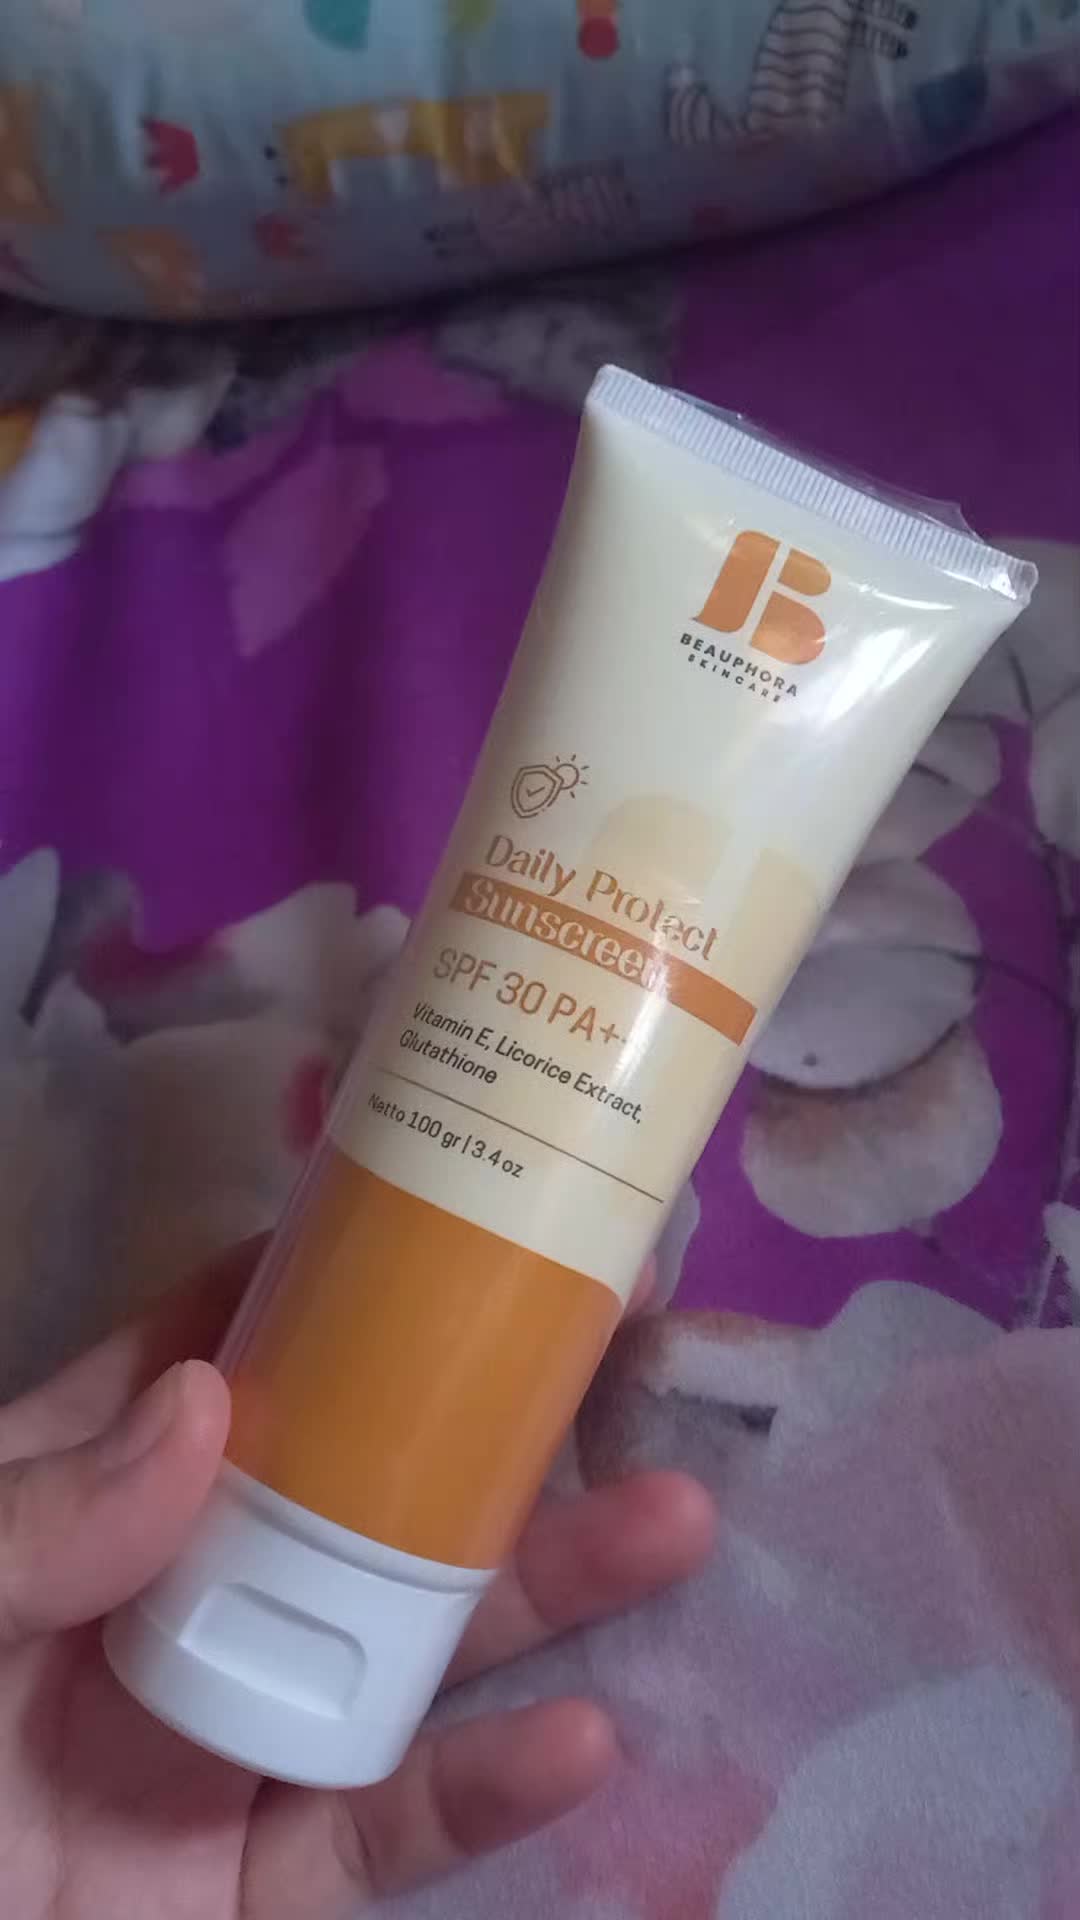 BEAUPHORA
SKINCARE
Daily Protect
Sunscreen
SPF 30 PA++
Vitamin E, Licorice Extract,
Glutathione
Netto 100 gr | 3.4 oz